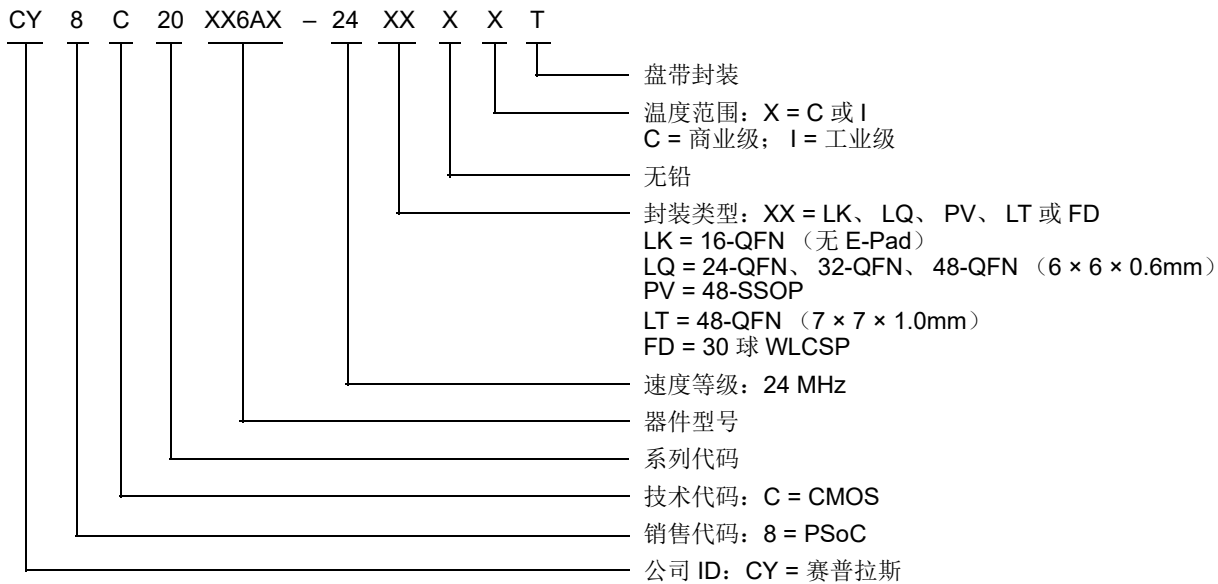 CY 8 C 20 XX6AX – 24 XX X X T
盘带封装
温度范围：X = C 或 I
C = 商业级； I = 工业级
无铅
封装类型：XX = LK、 LQ、 PV、 LT 或 FD
LK = 16-QFN （无 E-Pad）
LQ = 24-QFN、 32-QFN、 48-QFN （6 × 6 × 0.6mm）
PV = 48-SSOP
LT = 48-QFN （7 × 7 × 1.0mm）
FD = 30 球 WLCSP
速度等级：24 MHz
器件型号
系列代码
技术代码：C = CMOS
销售代码：8 = PSoC
公司 ID：CY = 赛普拉斯